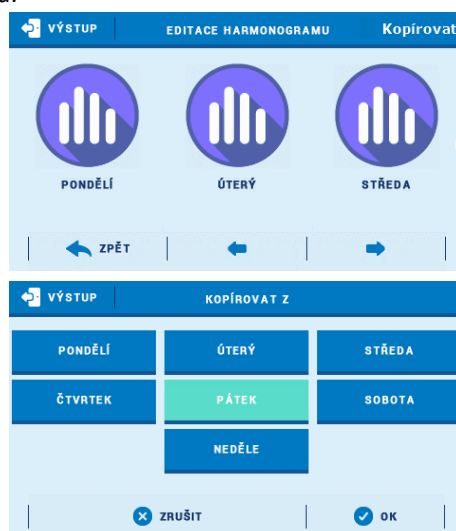 a.
VÝSTUP EDITACE HARMONOGRAMU Kopírovat
PONDĚLÍ ÚTERÝ STŘEDA
ZPĚT
VÝSTUP KOPÍROVAT Z
PONDĚLÍ ÚTERÝ STŘEDA
ČTVRTEK PÁTEK SOBOTA
NEDĚLE
ZRUŠIT OK